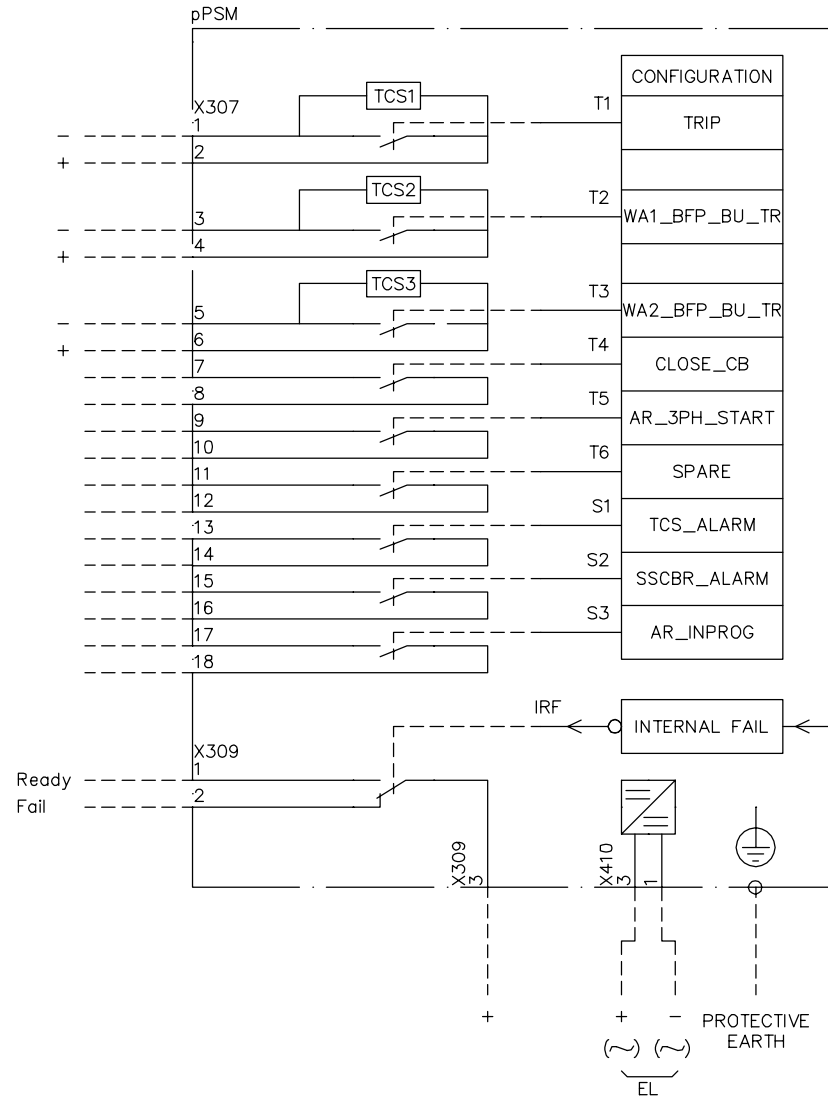 pPSM
CONFIGURATION
X307
TCS1
T1
TRIP
1
−
2
+
TCS2
T2
WA1_BFP_BU_TR
3
−
4
+
TCS3
T3
WA2_BFP_BU_TR
5
−
6
+
T4
CLOSE_CB
7
8
T5
AR_3PH_START
9
10
T6
SPARE
11
12
S1
TCS_ALARM
13
14
S2
SSCBR_ALARM
15
16
S3
AR_INPROG
17
18
IRF
INTERNAL FAIL
X309
1
Ready
2
Fail
X309
3
X410
3
1
+
+
−
PROTECTIVE
EARTH
(~)
(~)
EL